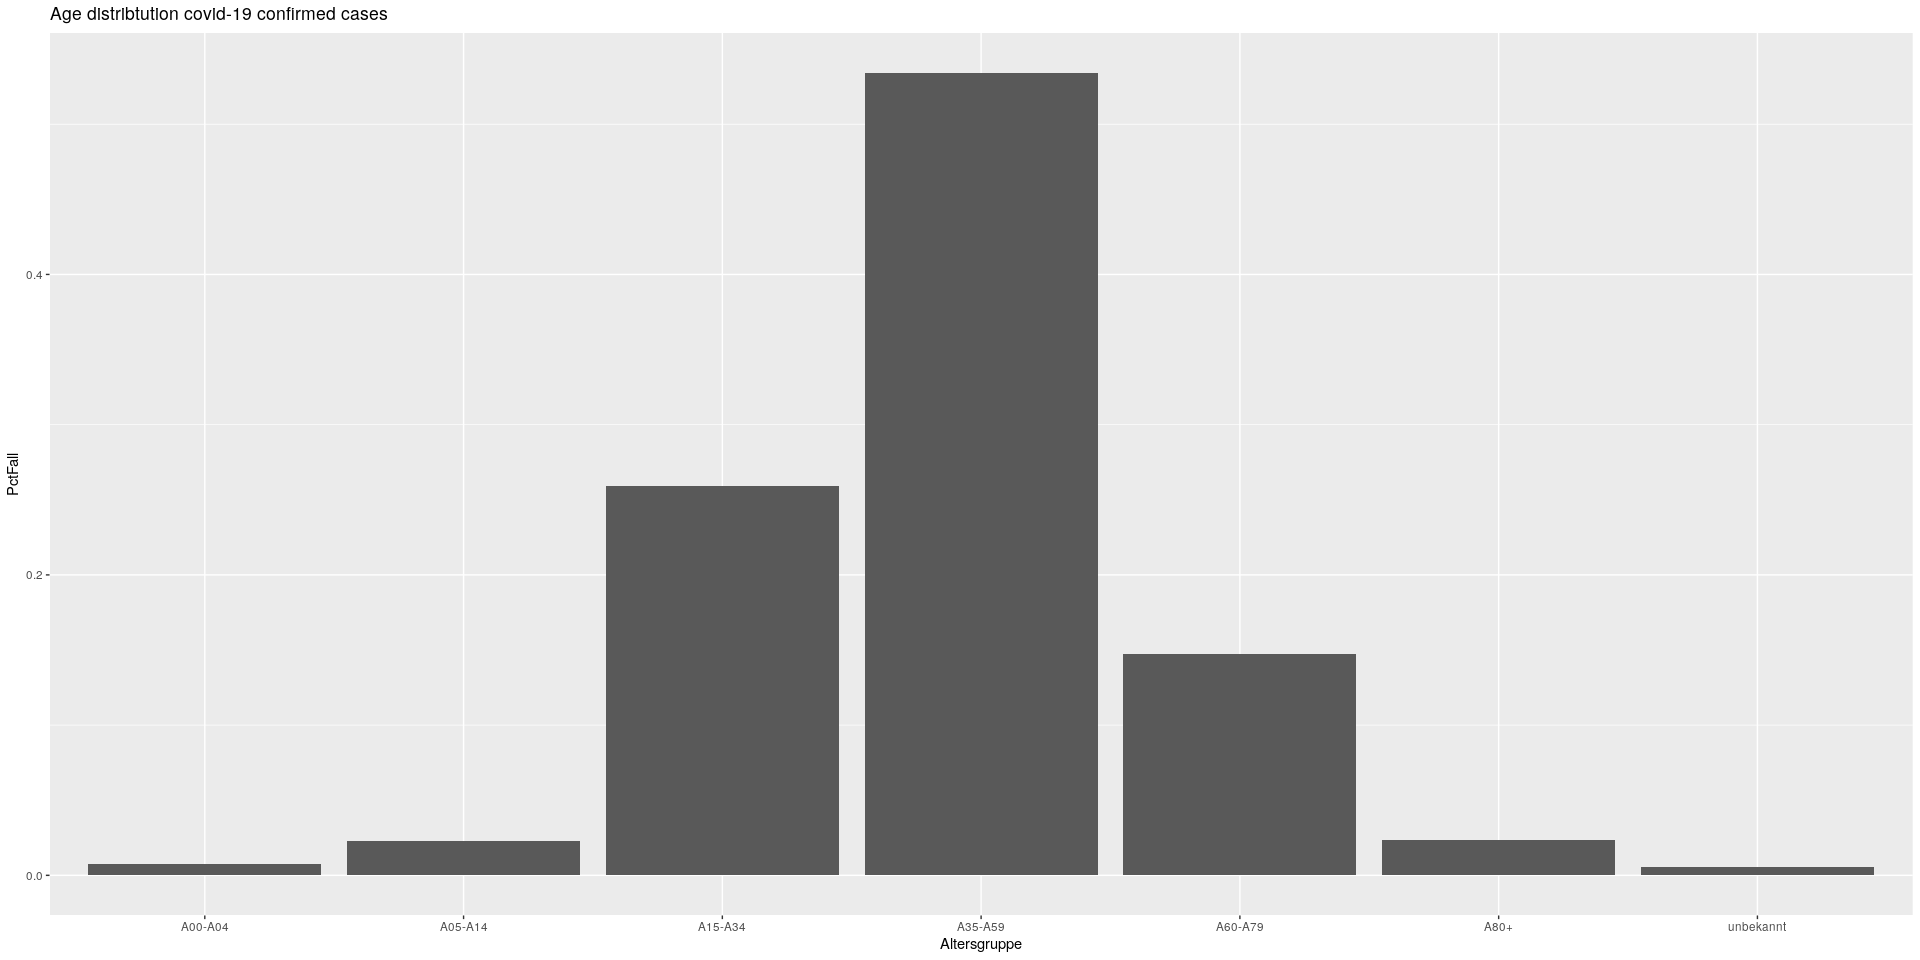 Age distribtution covid-19 confirmed cases
PctFall
0.4
0.2
0.0
A00-A04 A05-A14 A15-A34 A35-A59 A60-A79 A80+ unbekannt
Altersgruppe